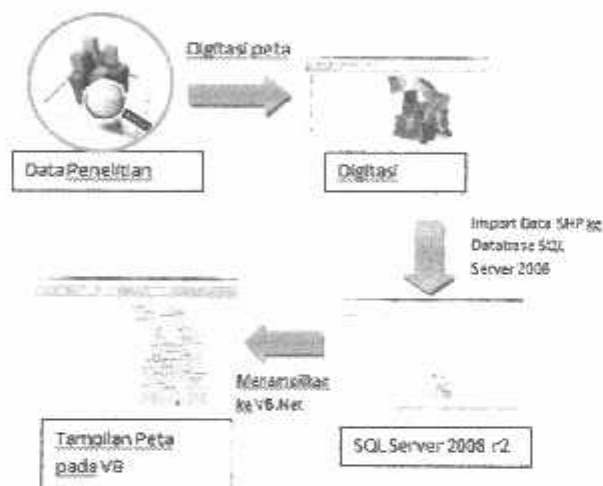 Digitasi peta
Data Penelitian
Digitasi
Import Data SHP ke
Database SQL
Server 2008
Menampilkan
ke VB.Net
Tampilan Peta
pada VB
SQL Server 2008 r2